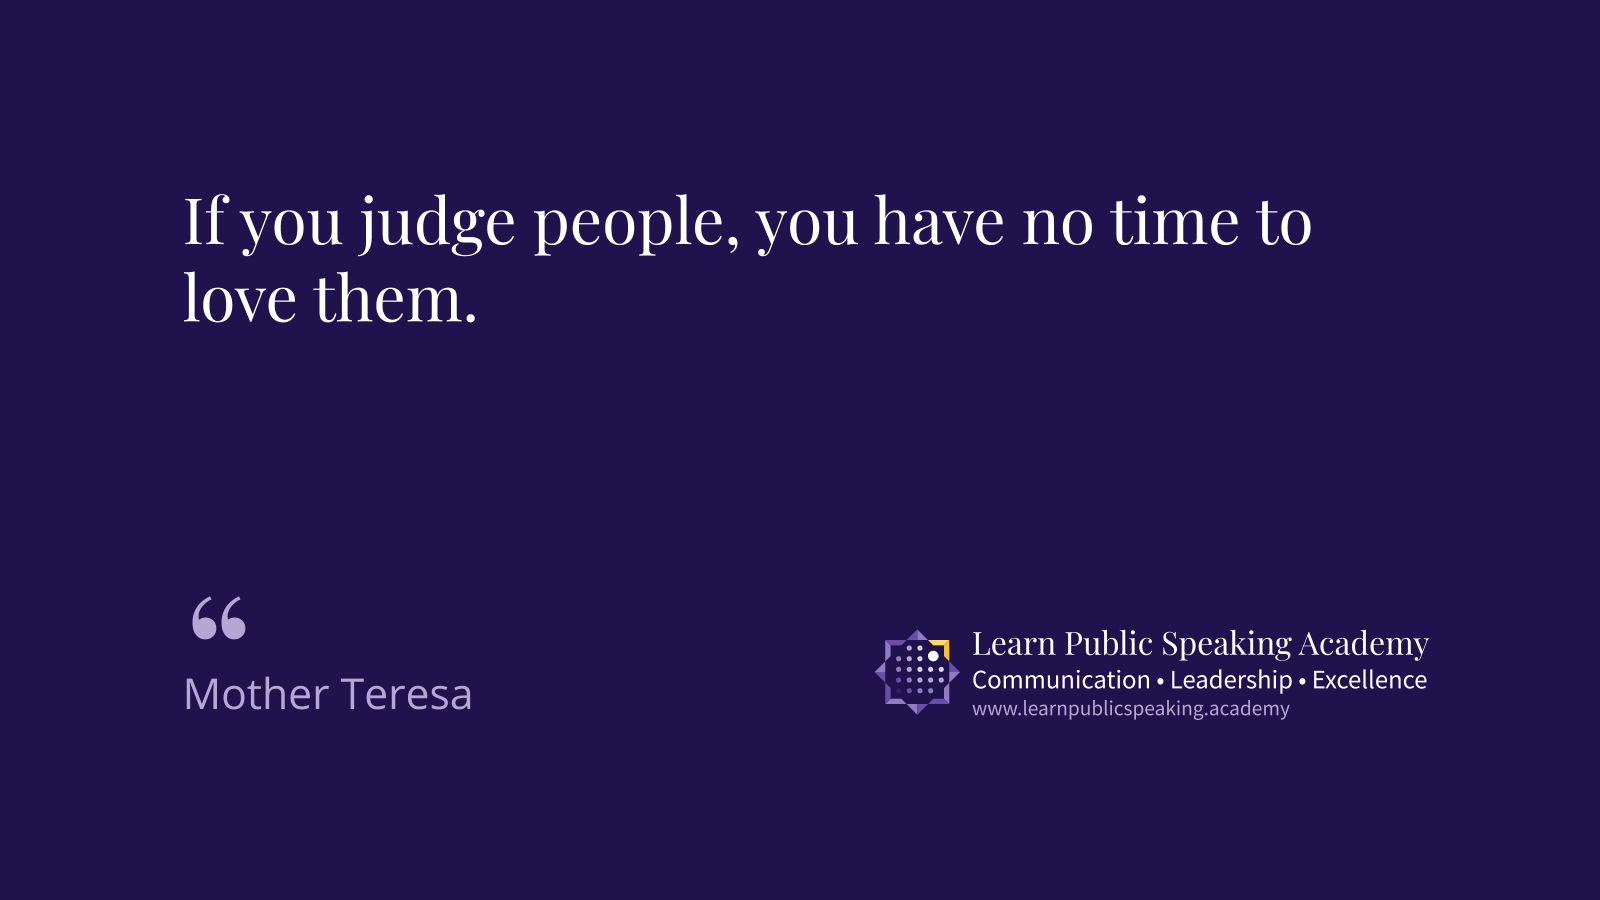 If you judge people, you have no time to
love them.
“
Mother Teresa
Learn Public Speaking Academy
Communication • Leadership • Excellence
www.learnpublicspeaking.academy